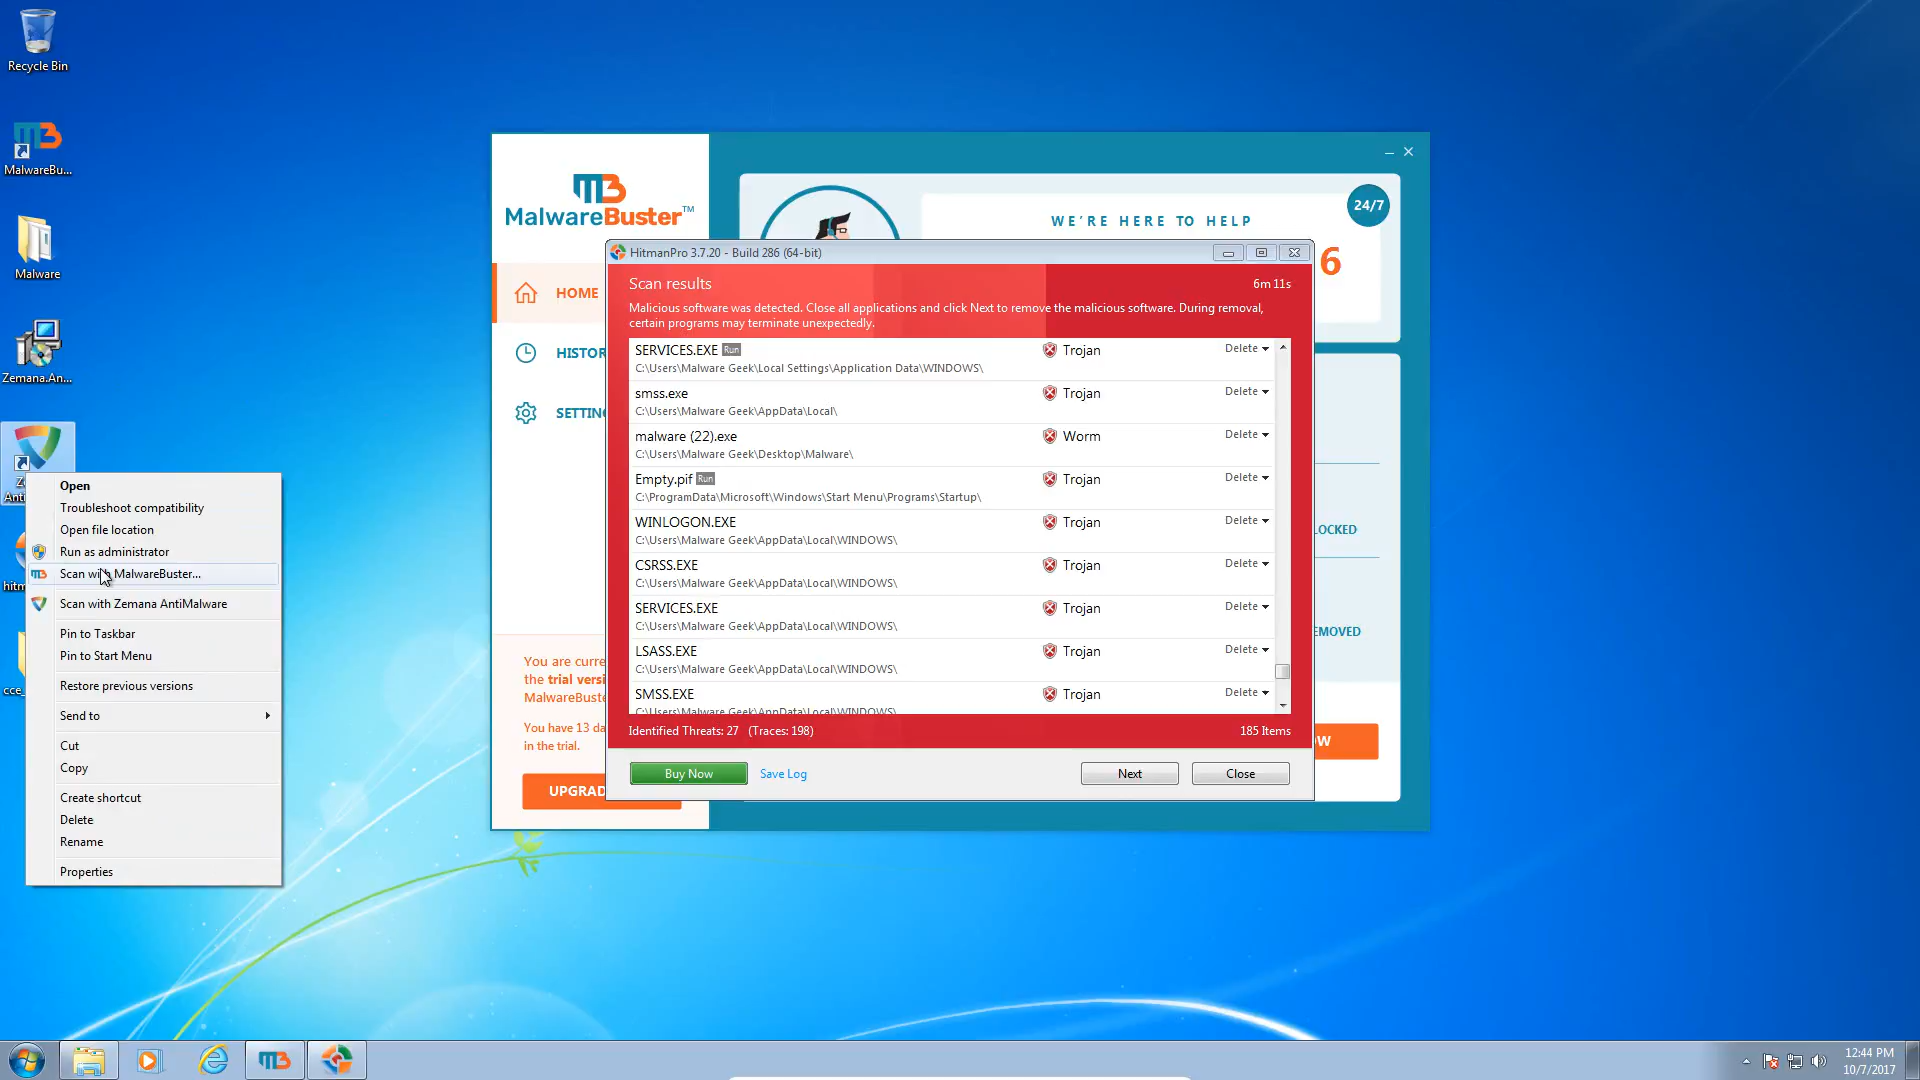 Recycle Bin
MalwareBu...
Malware
Zemana.An...
Open
Troubleshoot compatibility
Open file location
Run as administrator
Scan with MalwareBuster...
Scan with Zemana AntiMalware
Pin to Taskbar
Pin to Start Menu
Restore previous versions
Send to
Cut
Copy
Create shortcut
Delete
Rename
Properties
MalwareBuster™
HOME
HISTOR
SETTING
You are curre
the trial versi
MalwareBuste
You have 13 da
in the trial.
UPGRAD
WE'RE HERE TO HELP
24/7
6
OCKED
EMOVED
OW
HitmanPro 3.7.20 - Build 286 (64-bit)
Scan results
6m 11s
Malicious software was detected. Close all applications and click Next to remove the malicious software. During removal,
certain programs may terminate unexpectedly.
SERVICES.EXE Run Trojan Delete
C:\Users\Malware Geek\Local Settings\Application Data\WINDOWS\
smss.exe Trojan Delete
C:\Users\Malware Geek\AppData\Local\
malware (22).exe Worm Delete
C:\Users\Malware Geek\Desktop\Malware\
Empty.pif Run Trojan Delete
C:\ProgramData\Microsoft\Windows\Start Menu\Programs\Startup\
WINLOGON.EXE Trojan Delete
C:\Users\Malware Geek\AppData\Local\WINDOWS\
CSRSS.EXE Trojan Delete
C:\Users\Malware Geek\AppData\Local\WINDOWS\
SERVICES.EXE Trojan Delete
C:\Users\Malware Geek\AppData\Local\WINDOWS\
LSASS.EXE Trojan Delete
C:\Users\Malware Geek\AppData\Local\WINDOWS\
SMSS.EXE Trojan Delete
C:\Users\Malware Geek\AppData\Local\WINDOWS\
Identified Threats: 27 (Traces: 198)
185 Items
Buy Now
Save Log
Next
Close
12:44 PM
10/7/2017